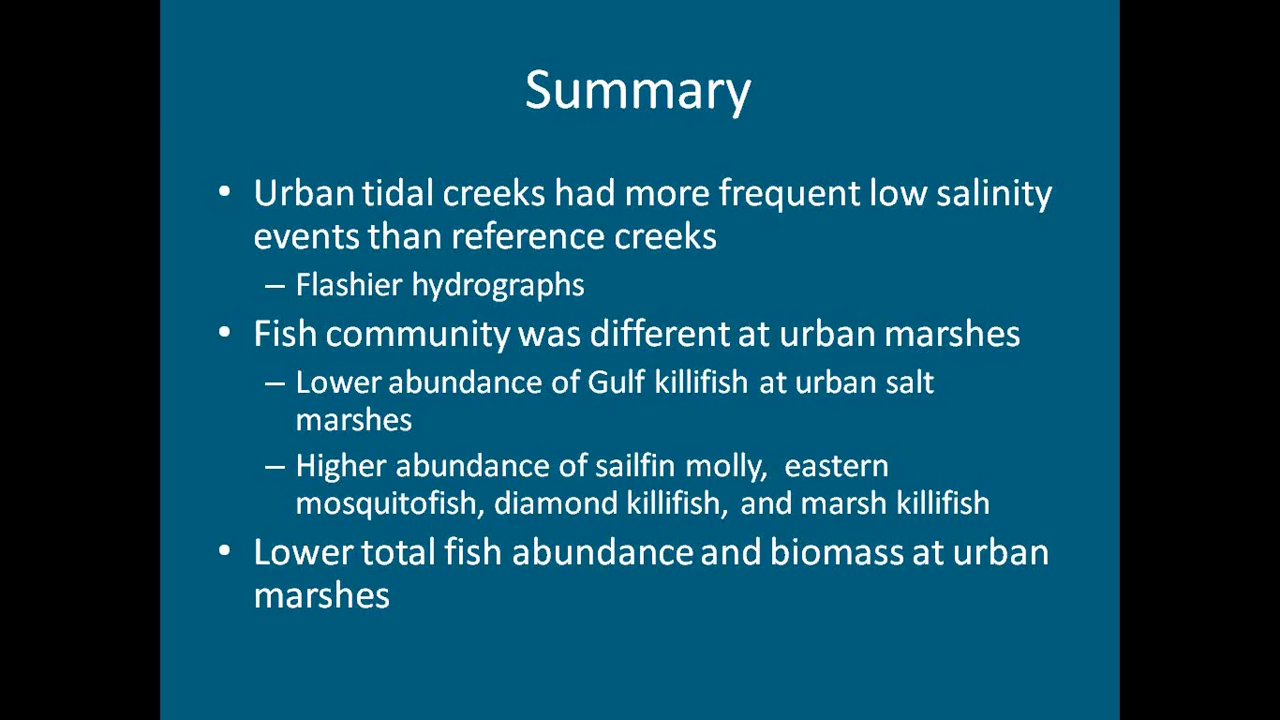 Summary
• Urban tidal creeks had more frequent low salinity
events than reference creeks
– Flashier hydrographs
• Fish community was different at urban marshes
– Lower abundance of Gulf killifish at urban salt
marshes
– Higher abundance of sailfin molly,  eastern
mosquitofish, diamond killifish, and marsh killifish
• Lower total fish abundance and biomass at urban
marshes